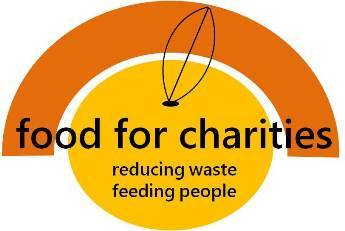 food for charities
reducing waste
feeding people